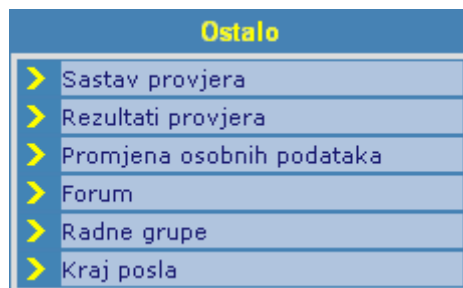 Ostalo
Sastav provjera
Rezultati provjera
Promjena osobnih podataka
Forum
Radne grupe
Kraj posla